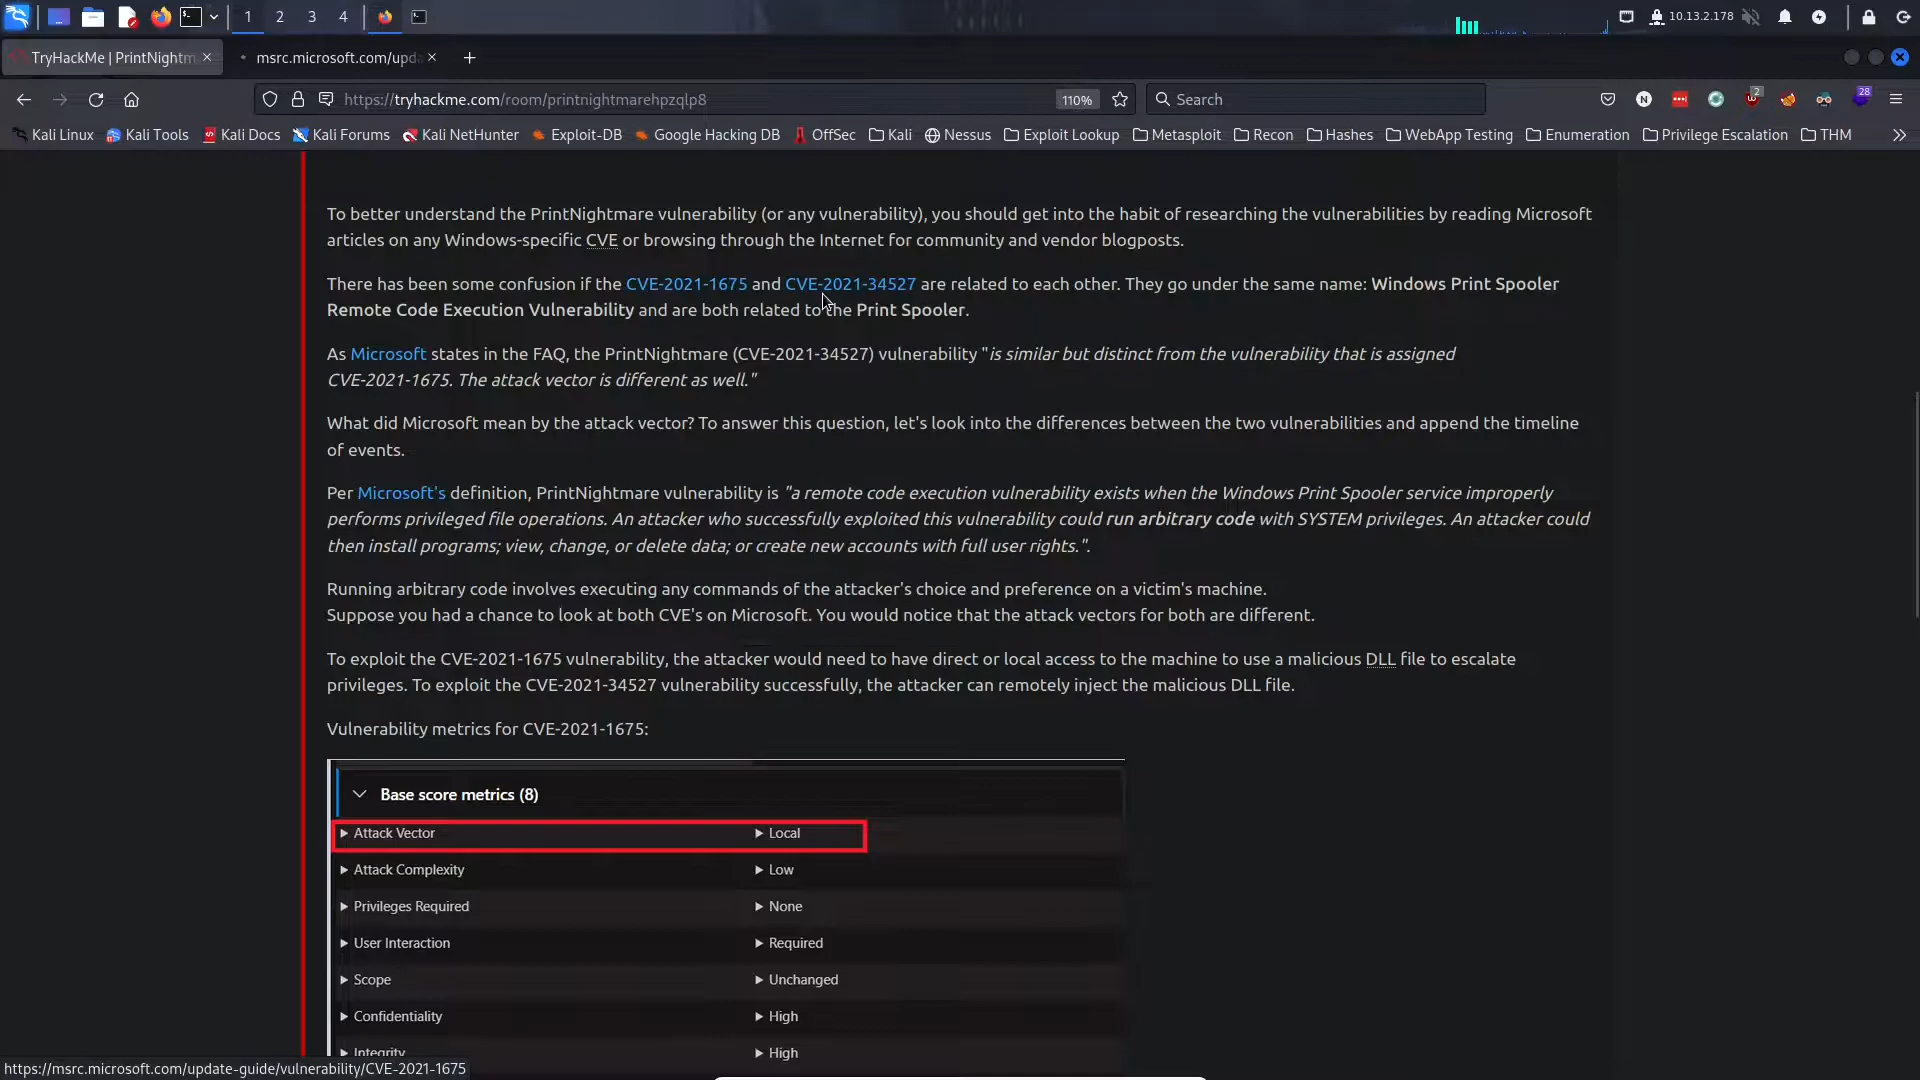 1 2 3 4 10.13.2.178
TryHackMe | PrintNightm
msrc.microsoft.com/upda
https://tryhackme.com/room/printnightmarehpzqlp8 110% Search 2 28
Kali Linux Kali Tools Kali Docs Kali Forums Kali NetHunter Exploit-DB Google Hacking DB OffSec Kali Nessus Exploit Lookup Metasploit Recon Hashes WebApp Testing Enumeration Privilege Escalation THM
To better understand the PrintNightmare vulnerability (or any vulnerability), you should get into the habit of researching the vulnerabilities by reading Microsoft
articles on any Windows-specific CVE or browsing through the Internet for community and vendor blogposts.
There has been some confusion if the CVE-2021-1675 and CVE-2021-34527 are related to each other. They go under the same name: Windows Print Spooler
Remote Code Execution Vulnerability and are both related to the Print Spooler.
As Microsoft states in the FAQ, the PrintNightmare (CVE-2021-34527) vulnerability "is similar but distinct from the vulnerability that is assigned
CVE-2021-1675. The attack vector is different as well."
What did Microsoft mean by the attack vector? To answer this question, let's look into the differences between the two vulnerabilities and append the timeline
of events.
Per Microsoft's definition, PrintNightmare vulnerability is "a remote code execution vulnerability exists when the Windows Print Spooler service improperly
performs privileged file operations. An attacker who successfully exploited this vulnerability could run arbitrary code with SYSTEM privileges. An attacker could
then install programs; view, change, or delete data; or create new accounts with full user rights.".
Running arbitrary code involves executing any commands of the attacker's choice and preference on a victim's machine.
Suppose you had a chance to look at both CVE's on Microsoft. You would notice that the attack vectors for both are different.
To exploit the CVE-2021-1675 vulnerability, the attacker would need to have direct or local access to the machine to use a malicious DLL file to escalate
privileges. To exploit the CVE-2021-34527 vulnerability successfully, the attacker can remotely inject the malicious DLL file.
Vulnerability metrics for CVE-2021-1675:
Base score metrics (8)
Attack Vector Local
Attack Complexity Low
Privileges Required None
User Interaction Required
Scope Unchanged
Confidentiality High
Integrity High
https://msrc.microsoft.com/update-guide/vulnerability/CVE-2021-1675